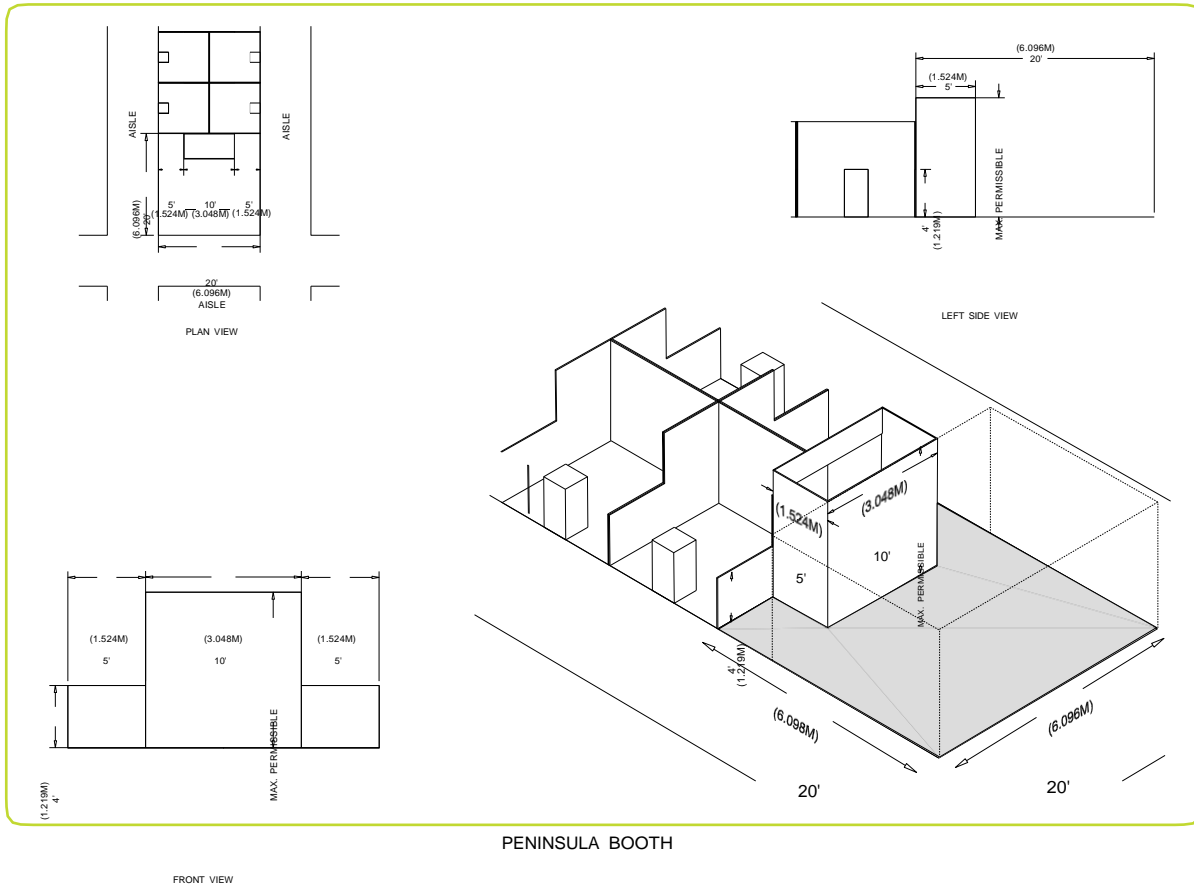 AISLE
AISLE
5' 10' 5'
(1.524M) (3.048M) (1.524M)
20'
(6.096M)
20'
(6.096M)
AISLE
PLAN VIEW
(6.096M)
20'
(1.524M)
5'
MAX. PERMISSIBLE
4'
(1.219M)
LEFT SIDE VIEW
(1.524M)
5'
(3.048M)
10'
MAX. PERMISSIBLE
4'
(1.219M)
(6.098M)
20'
(6.096M)
20'
(1.524M) (3.048M) (1.524M)
5' 10' 5'
MAX. PERMISSIBLE
4'
(1.219M)
PENINSULA BOOTH
FRONT VIEW